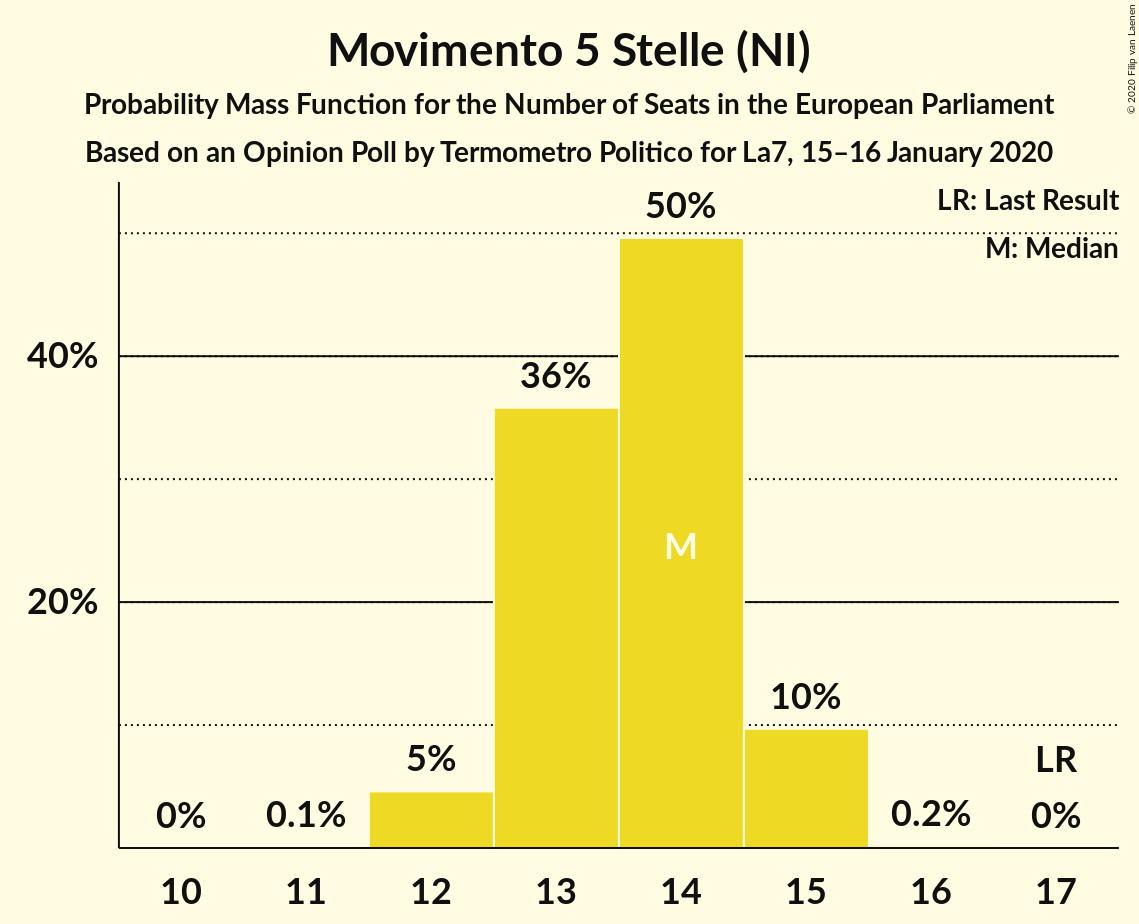 Movimento 5 Stelle (NI)
Probability Mass Function for the Number of Seats in the European Parliament
Based on an Opinion Poll by Termometro Politico for La7, 15–16 January 2020
© 2020 Filip van Laenen
LR: Last Result
M: Median
50%
40%
36%
M
20%
10%
5%
LR
0%
0.1%
0.2%
0%
10 11 12 13 14 15 16 17